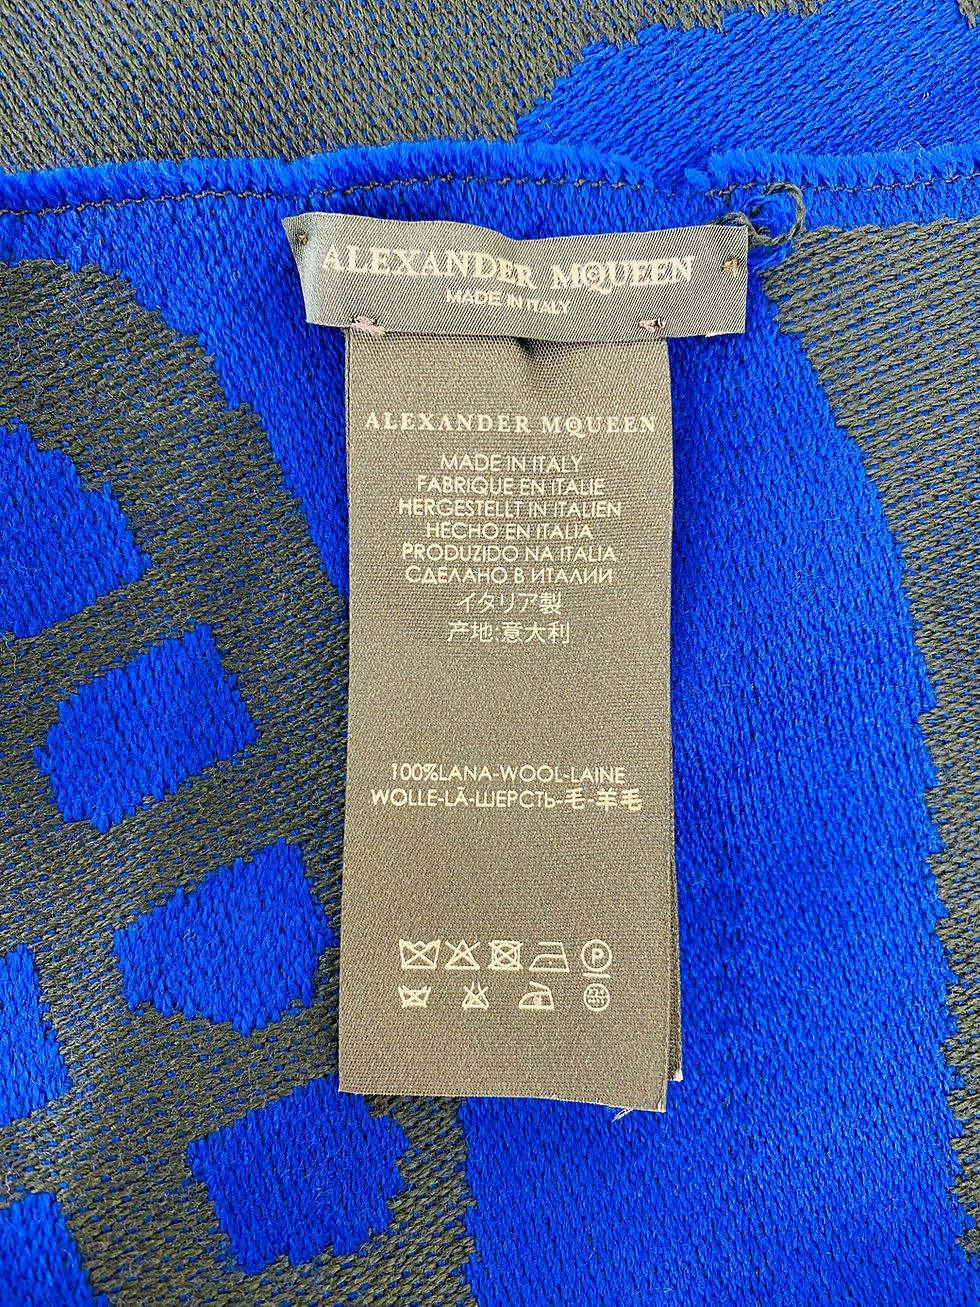 ALEXANDER MCQUEEN
MADE IN ITALY
ALEXANDER MCQUEEN
MADE IN ITALY
FABRIQUE EN ITALIE
HERGESTELLT IN ITALIEN
HECHO EN ITALIA
PRODUZIDO NA ITALIA
СДЕЛАНО В ИТАЛИИ
イタリア製
产地:意大利
100%LANA-WOOL-LAINE
WOLLE-LÃ-ШЕРСТЬ-毛-羊毛
P